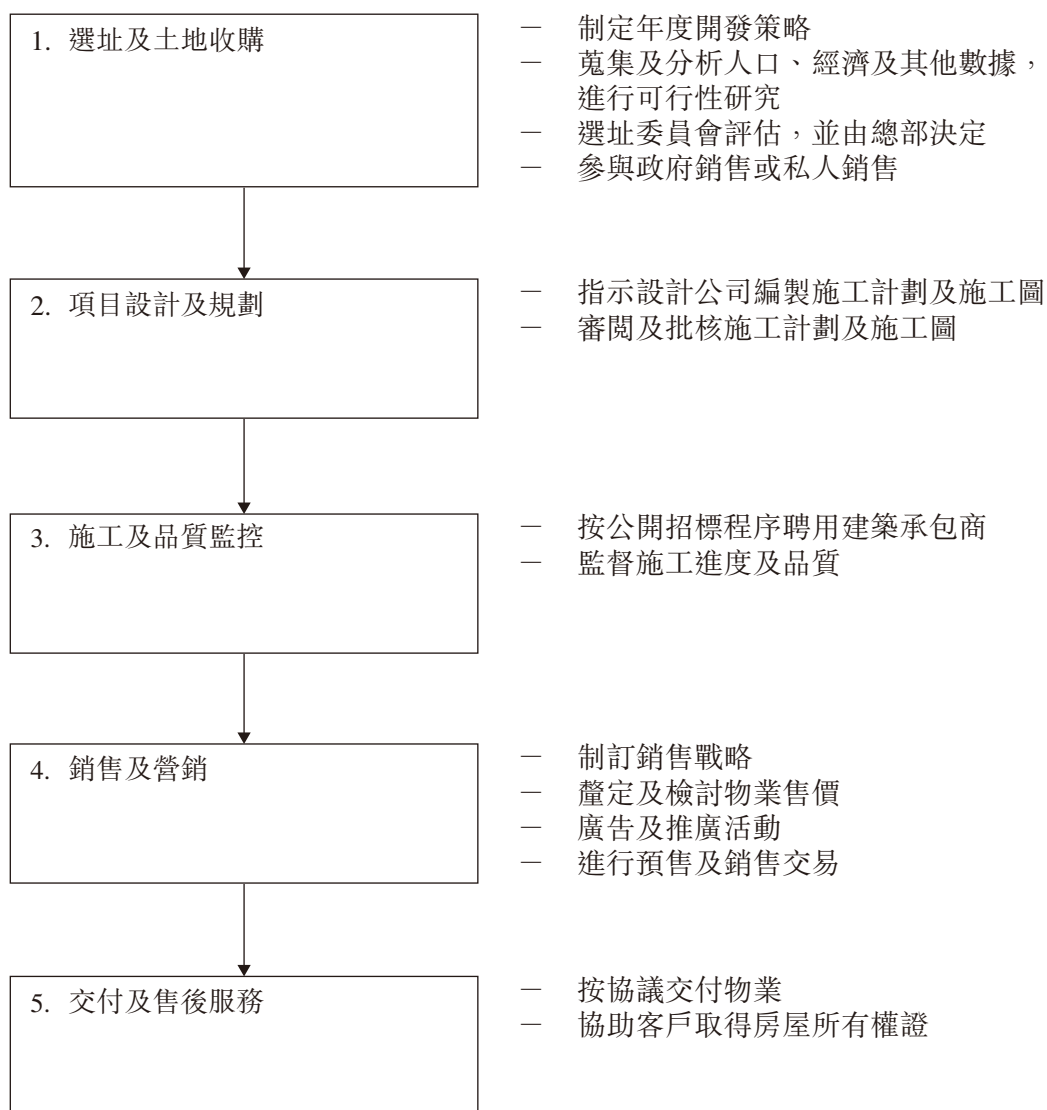 1. 選址及土地收購
－ 制定年度開發策略
－ 蒐集及分析人口、經濟及其他數據，
進行可行性研究
－ 選址委員會評估，並由總部決定
－ 參與政府銷售或私人銷售
2. 項目設計及規劃
－ 指示設計公司編製施工計劃及施工圖
－ 審閱及批核施工計劃及施工圖
3. 施工及品質監控
－ 按公開招標程序聘用建築承包商
－ 監督施工進度及品質
4. 銷售及營銷
－ 制訂銷售戰略
－ 釐定及檢討物業售價
－ 廣告及推廣活動
－ 進行預售及銷售交易
5. 交付及售後服務
－ 按協議交付物業
－ 協助客戶取得房屋所有權證